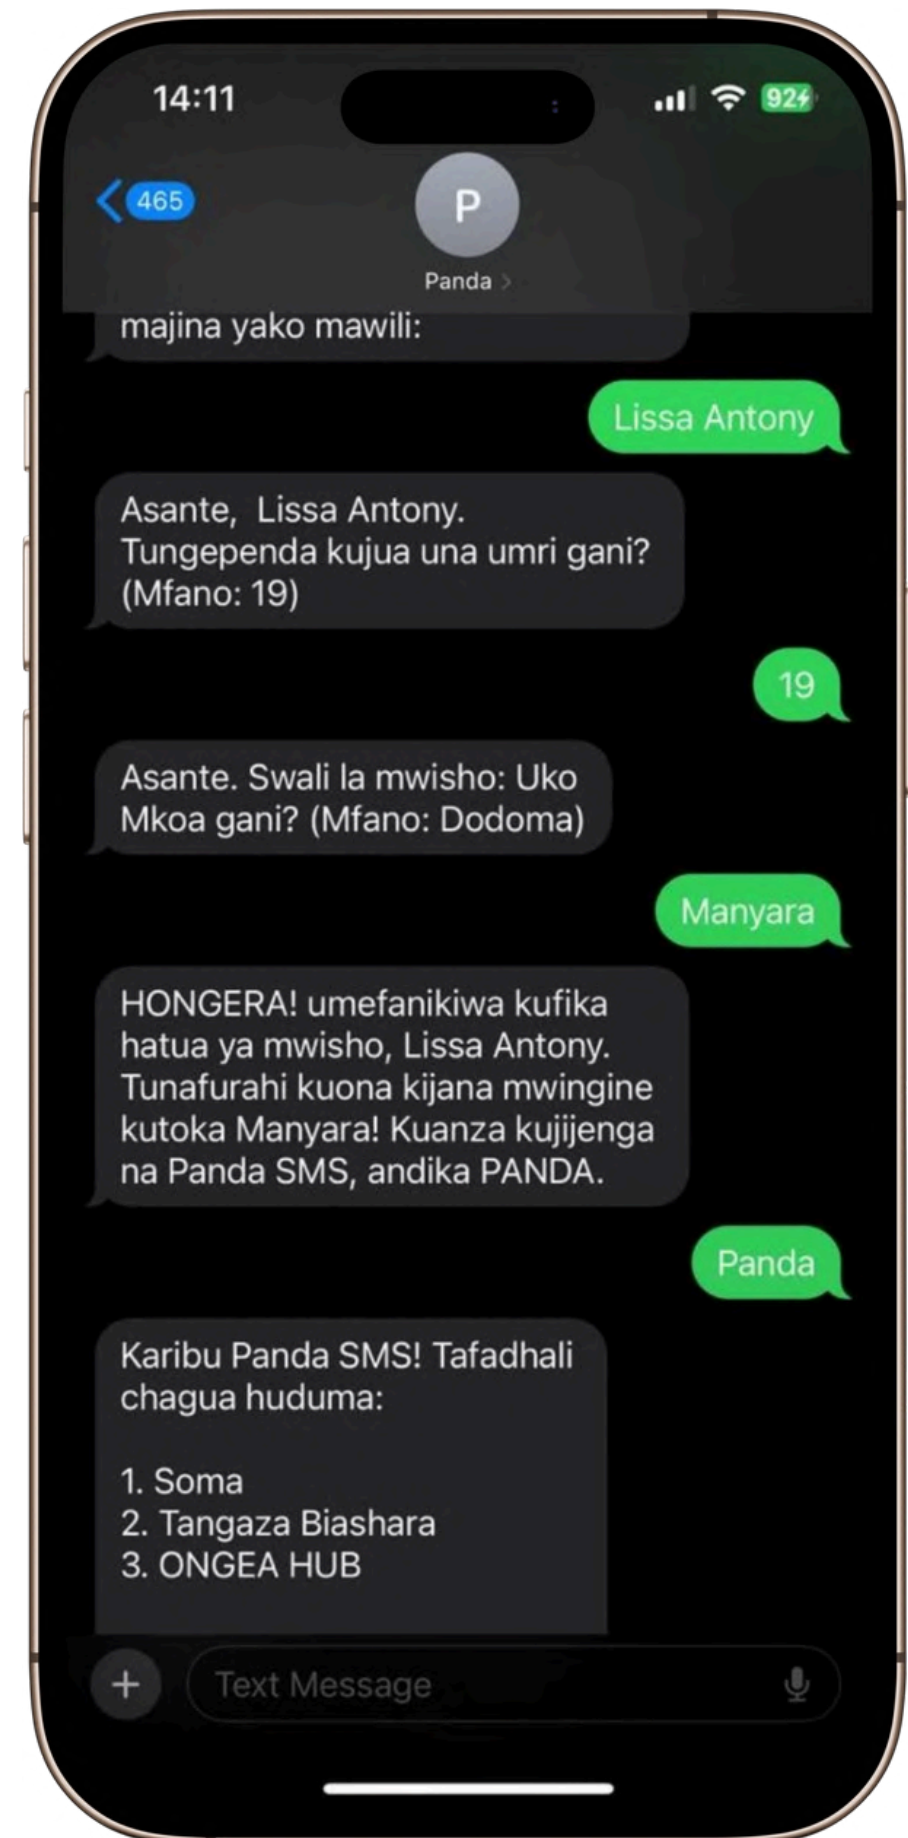 14:11
92
465
P
Panda
majina yako mawili:
Lissa Antony
Asante,  Lissa Antony.
Tungependa kujua una umri gani?
(Mfano: 19)
19
Asante. Swali la mwisho: Uko
Mkoa gani? (Mfano: Dodoma)
Manyara
HONGERA! umefanikiwa kufika
hatua ya mwisho, Lissa Antony.
Tunafurahi kuona kijana mwingine
kutoka Manyara! Kuanza kujijenga
na Panda SMS, andika PANDA.
Panda
Karibu Panda SMS! Tafadhali
chagua huduma:
1. Soma
2. Tangaza Biashara
3. ONGEA HUB
Text Message